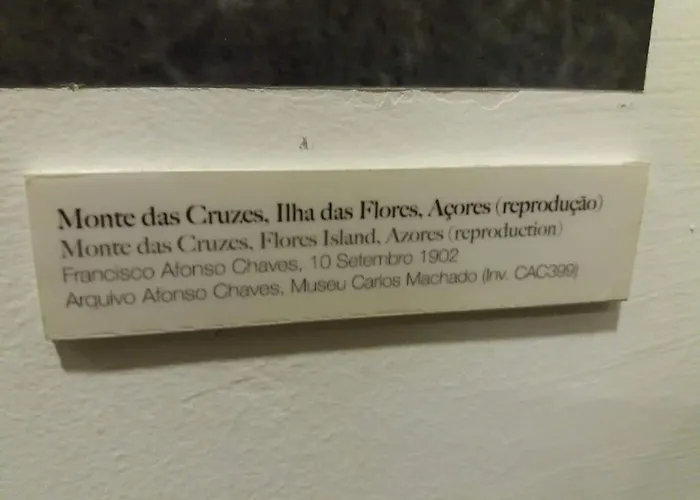 Monte das Cruzes, Ilha das Flores, Açores (reprodução)
Monte das Cruzes, Flores Island, Azores (reproduction)
Francisco Afonso Chaves, 10 Setembro 1902
Arquivo Afonso Chaves, Museu Carlos Machado (Inv. CAC399)